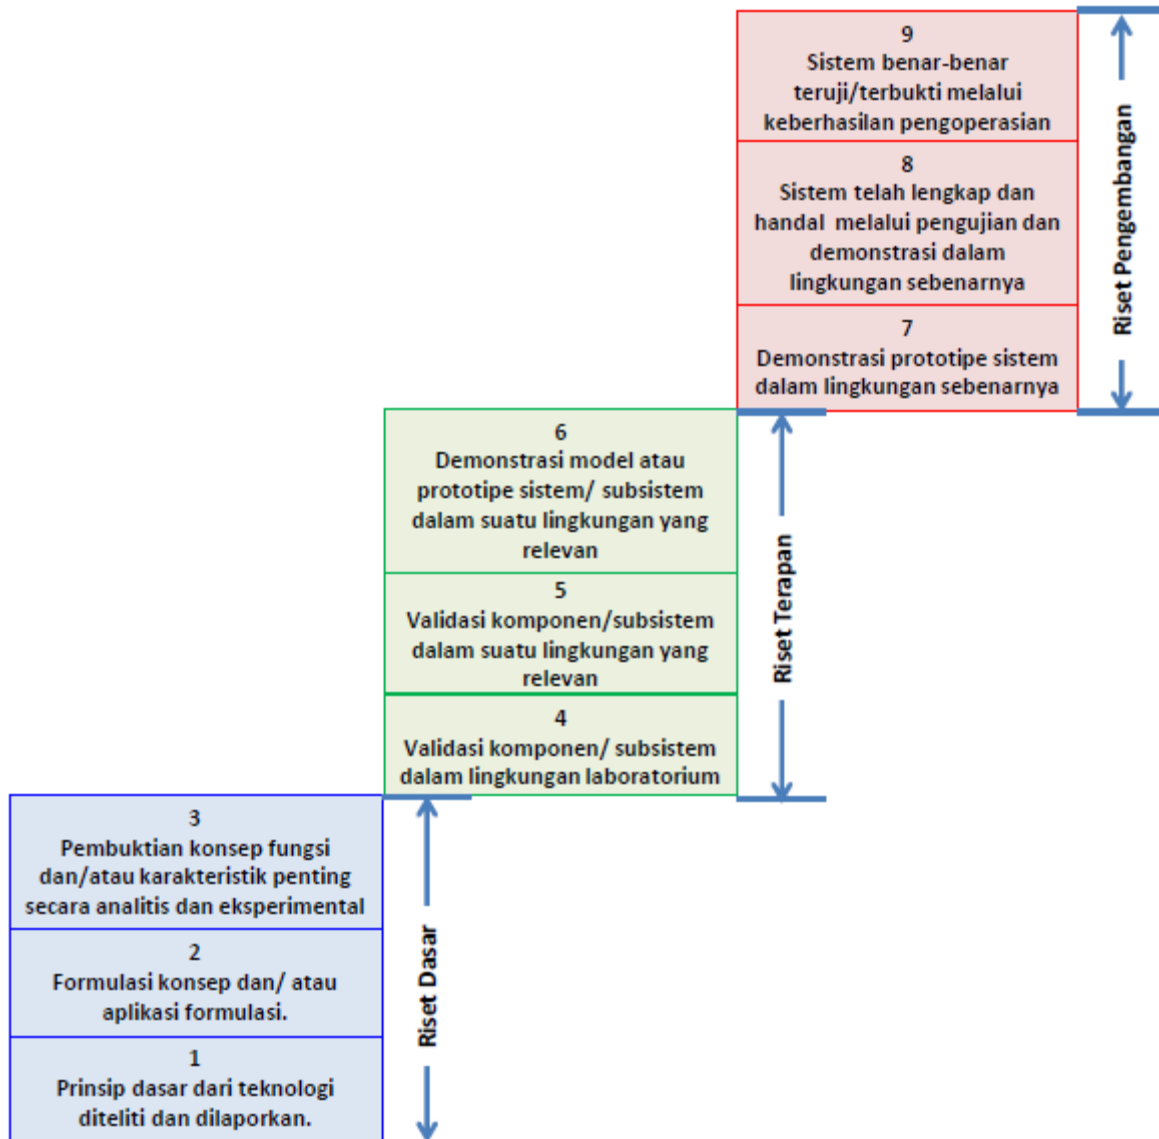 9
Sistem benar-benar
teruji/terbukti melalui
keberhasilan pengoperasian
8
Sistem telah lengkap dan
handal melalui pengujian dan
demonstrasi dalam
lingkungan sebenarnya
7
Demonstrasi prototipe sistem
dalam lingkungan sebenarnya
Riset Pengembangan
6
Demonstrasi model atau
prototipe sistem/ subsistem
dalam suatu lingkungan yang
relevan
5
Validasi komponen/subsistem
dalam suatu lingkungan yang
relevan
4
Validasi komponen/ subsistem
dalam lingkungan laboratorium
Riset Terapan
3
Pembuktian konsep fungsi
dan/atau karakteristik penting
secara analitis dan eksperimental
2
Formulasi konsep dan/ atau
aplikasi formulasi.
1
Prinsip dasar dari teknologi
diteliti dan dilaporkan.
Riset Dasar